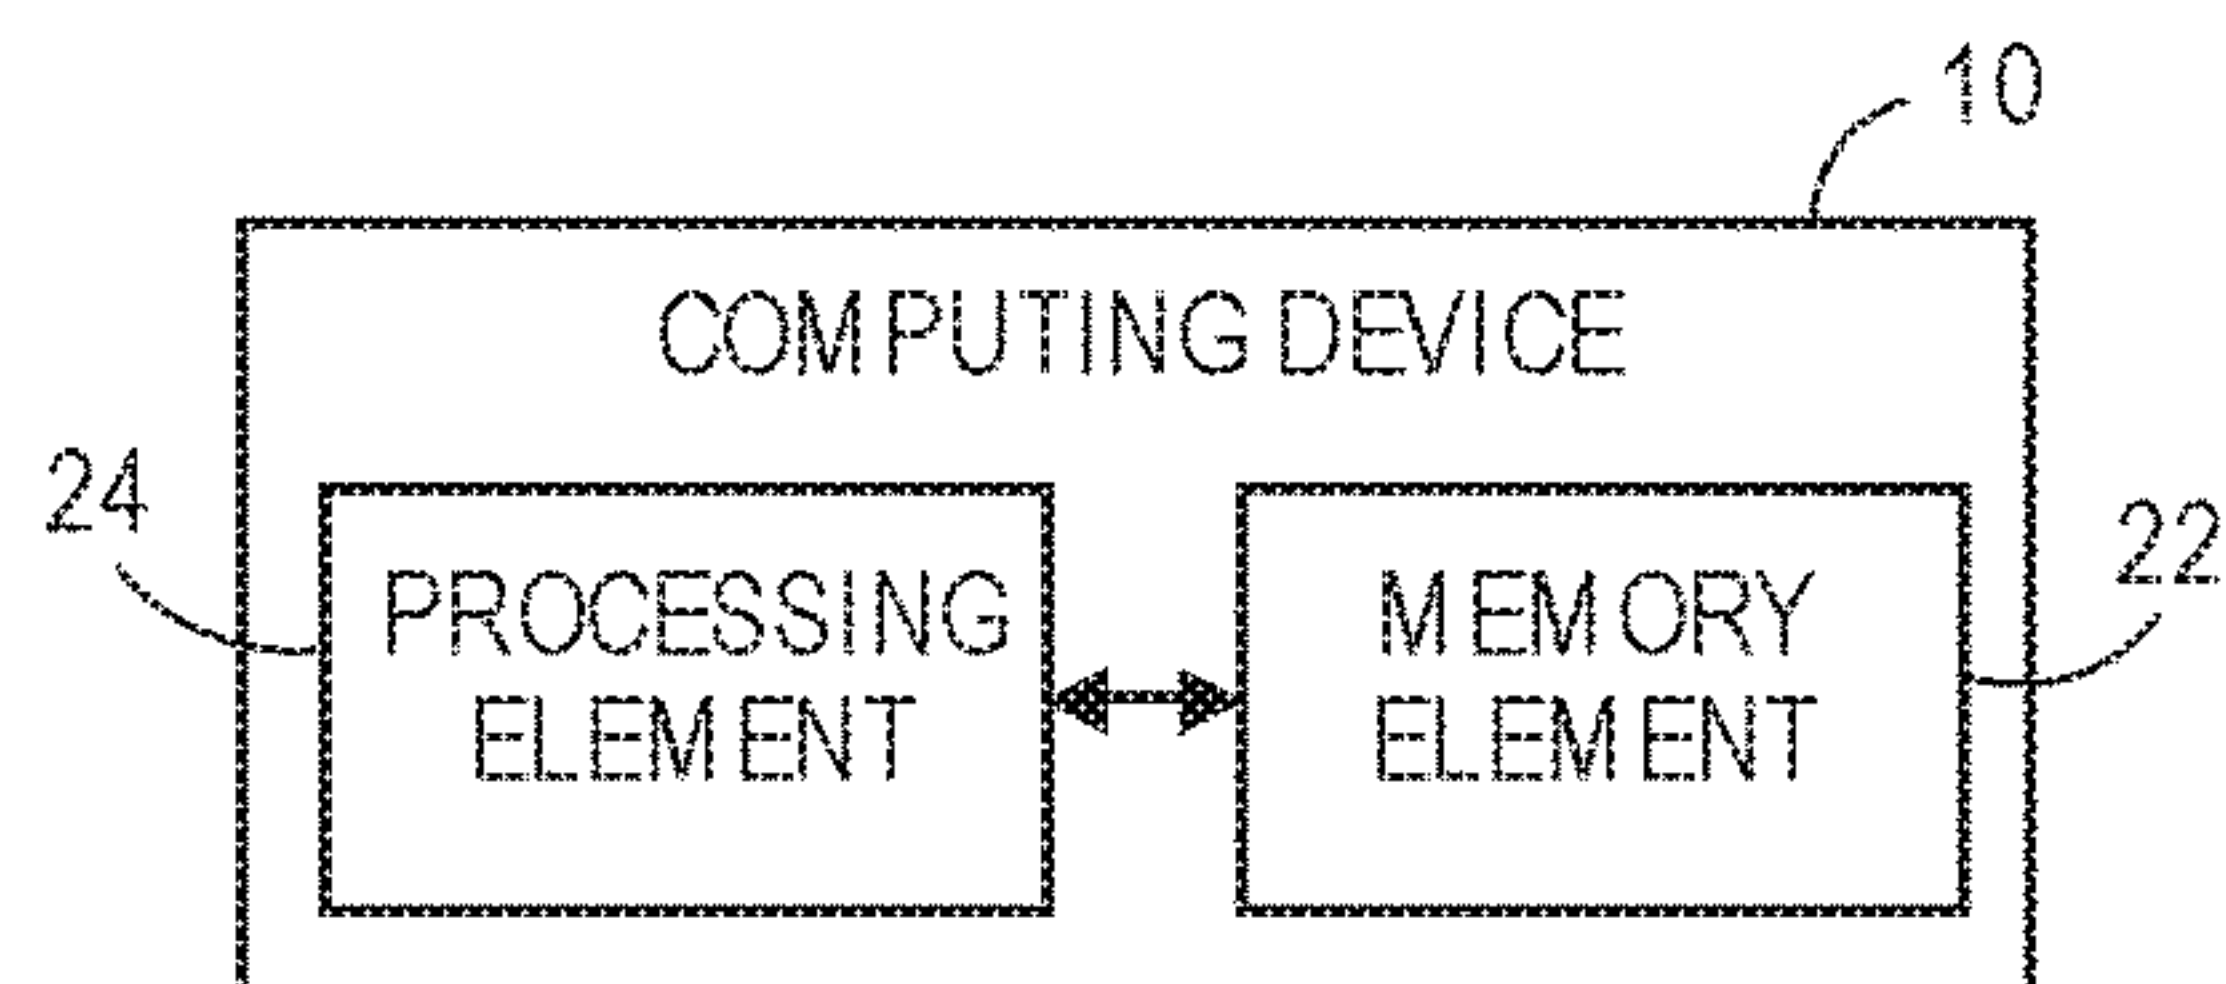 10
COMPUTING DEVICE
24
PROCESSING
ELEMENT
MEMORY
ELEMENT
22